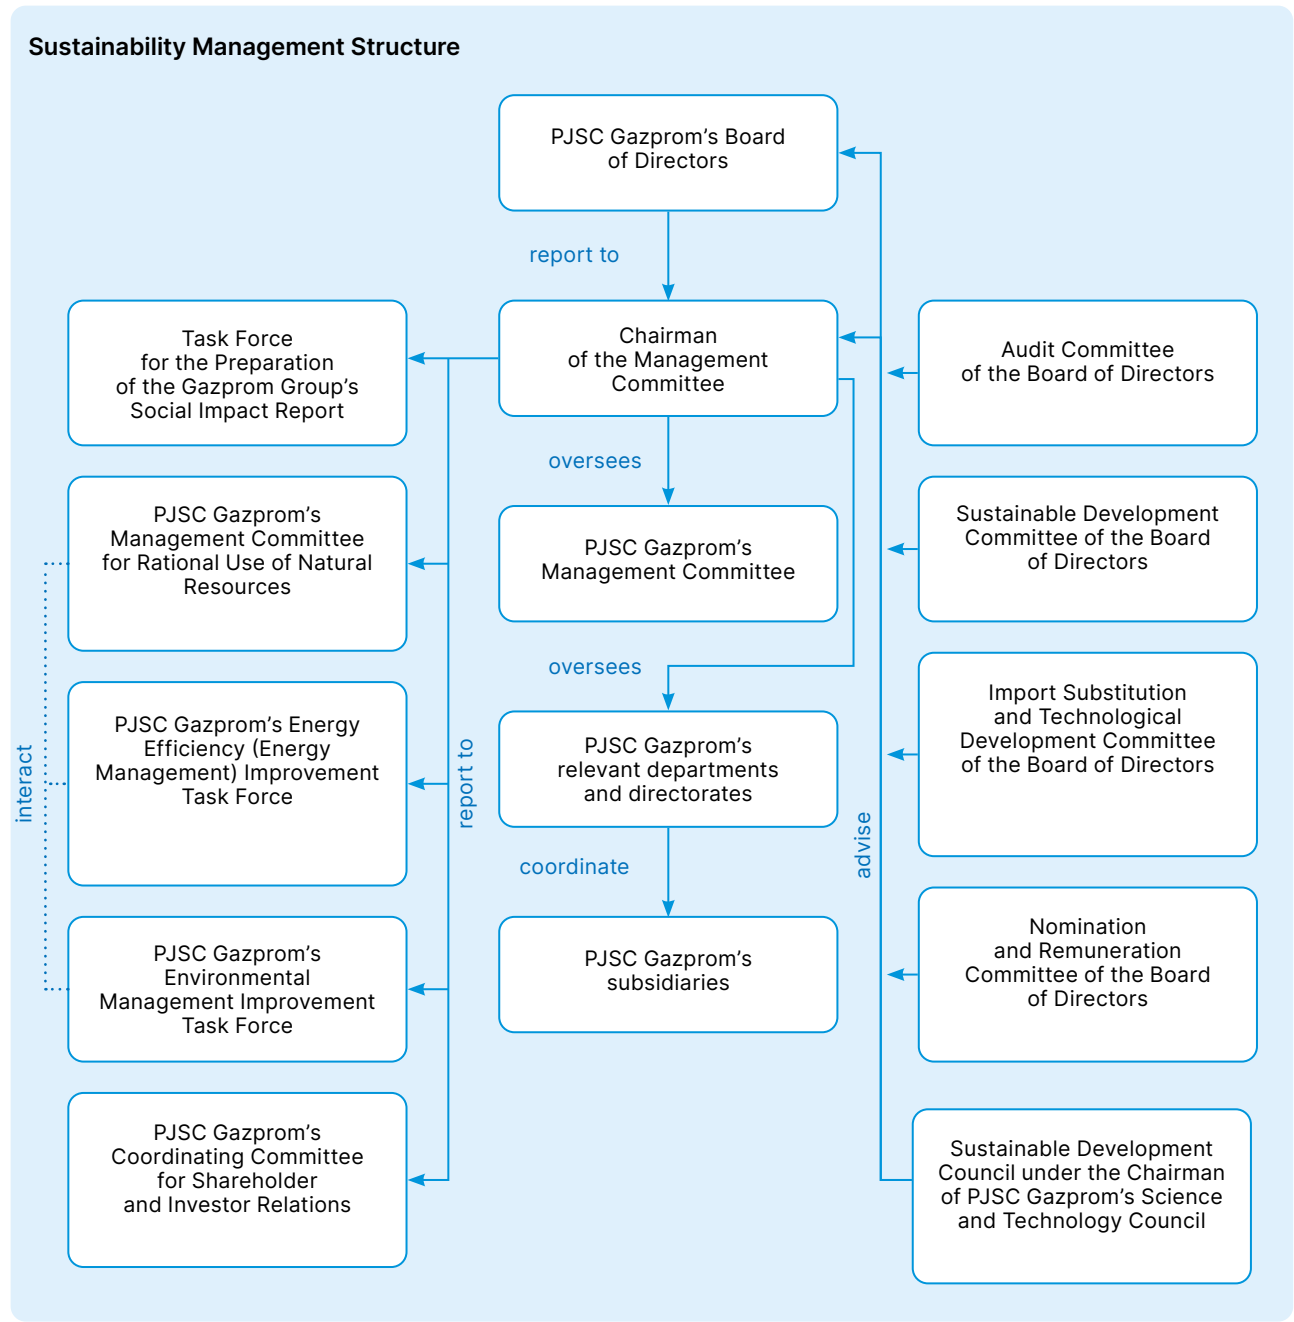 Sustainability Management Structure
PJSC Gazprom’s Board
of Directors
report to
Chairman
of the Management
Committee
oversees
PJSC Gazprom’s
Management Committee
oversees
PJSC Gazprom’s
relevant departments
and directorates
coordinate
PJSC Gazprom’s
subsidiaries
Task Force
for the Preparation
of the Gazprom Group’s
Social Impact Report
PJSC Gazprom’s
Management Committee
for Rational Use of Natural
Resources
PJSC Gazprom’s Energy
Efficiency (Energy
Management) Improvement
Task Force
PJSC Gazprom’s
Environmental
Management Improvement
Task Force
PJSC Gazprom’s
Coordinating Committee
for Shareholder
and Investor Relations
interact
report to
advise
Audit Committee
of the Board of Directors
Sustainable Development
Committee of the Board
of Directors
Import Substitution
and Technological
Development Committee
of the Board of Directors
Nomination
and Remuneration
Committee of the Board
of Directors
Sustainable Development
Council under the Chairman
of PJSC Gazprom’s Science
and Technology Council